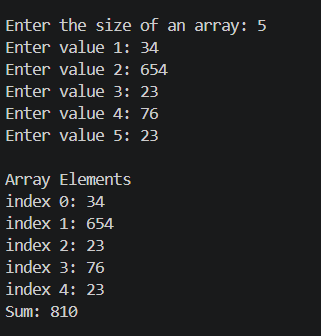 Enter the size of an array: 5
Enter value 1: 34
Enter value 2: 654
Enter value 3: 23
Enter value 4: 76
Enter value 5: 23
Array Elements
index 0: 34
index 1: 654
index 2: 23
index 3: 76
index 4: 23
Sum: 810